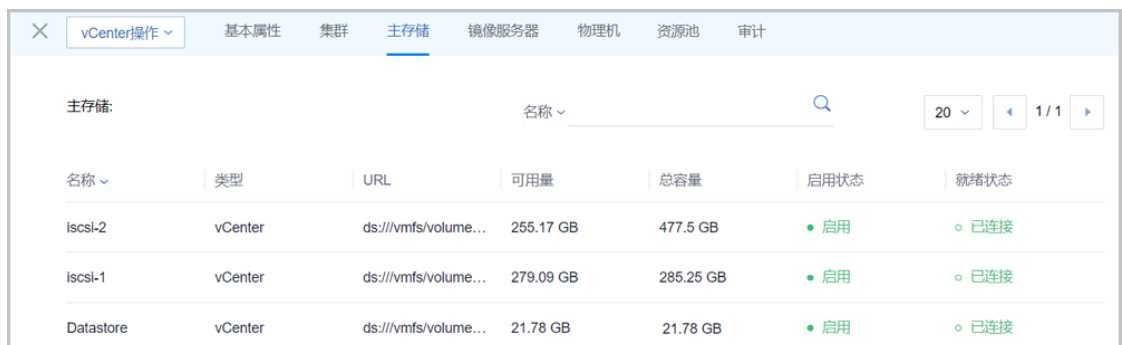 vCenter操作 基本属性 集群 主存储 镜像服务器 物理机 资源池 审计
主存储: 名称 20 1 / 1
名称 类型 URL 可用量 总容量 启用状态 就绪状态
iscsi-2 vCenter ds:///vmfs/volume... 255.17 GB 477.5 GB 启用 已连接
iscsi-1 vCenter ds:///vmfs/volume... 279.09 GB 285.25 GB 启用 已连接
Datastore vCenter ds:///vmfs/volume... 21.78 GB 21.78 GB 启用 已连接